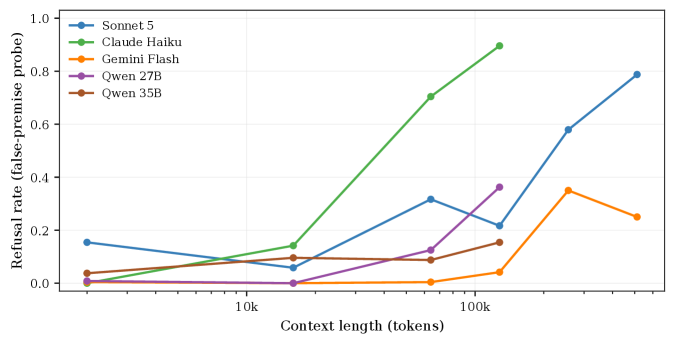 Refusal rate (false-premise probe)
1.0
0.8
0.6
0.4
0.2
0.0
Sonnet 5
Claude Haiku
Gemini Flash
Qwen 27B
Qwen 35B
10k
100k
Context length (tokens)